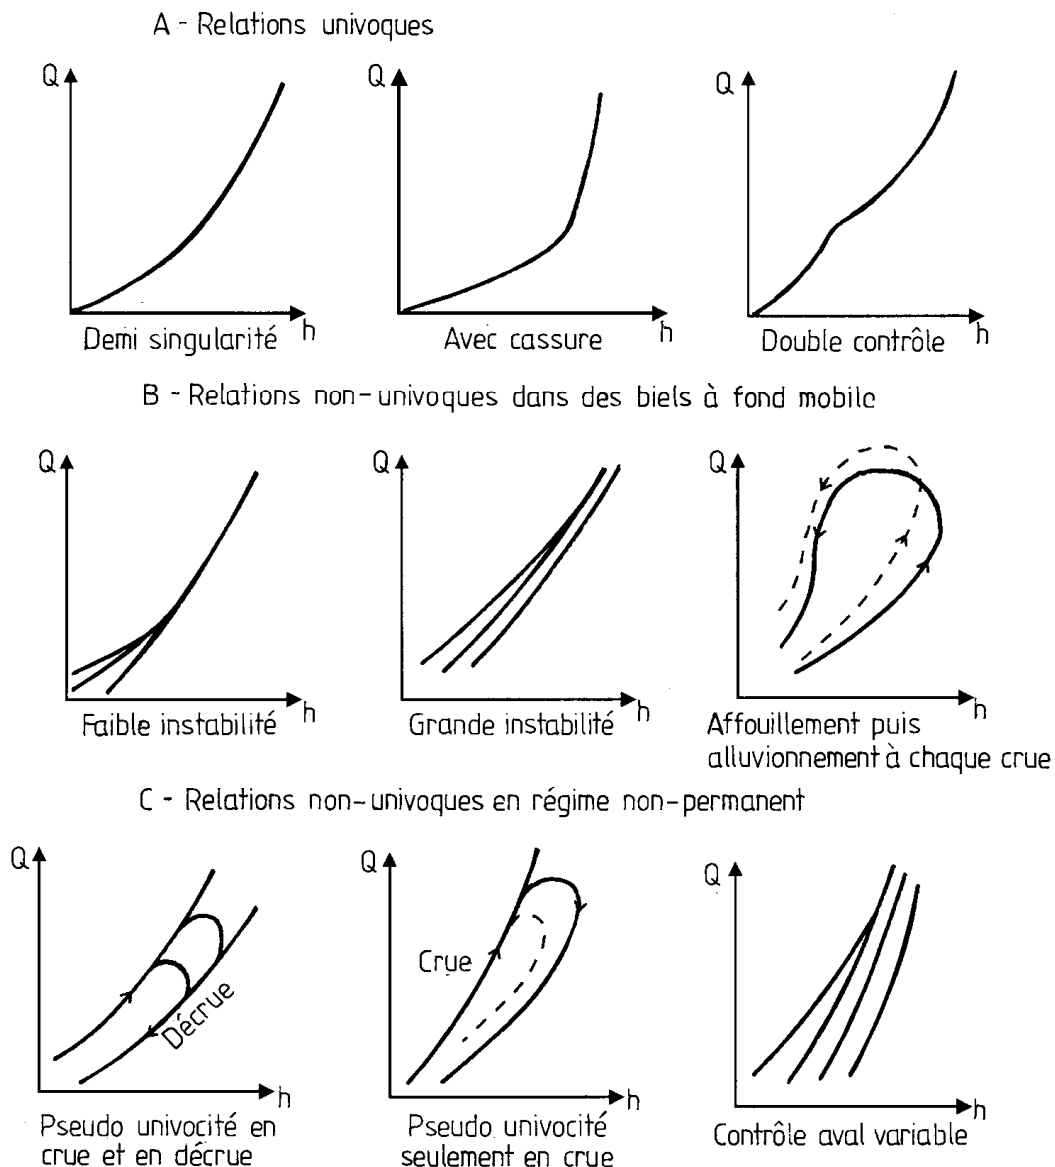 A - Relations univoques
Q
h
Demi singularité
Q
h
Avec cassure
Q
h
Double contrôle
B - Relations non-univoques dans des biels à fond mobile
Q
h
Faible instabilité
Q
h
Grande instabilité
Q
h
Affouillement puis
alluvionnement à chaque crue
C - Relations non-univoques en régime non-permanent
Q
Décrue
h
Pseudo univocité en
crue et en décrue
Q
Crue
h
Pseudo univocité
seulement en crue
Q
h
Contrôle aval variable